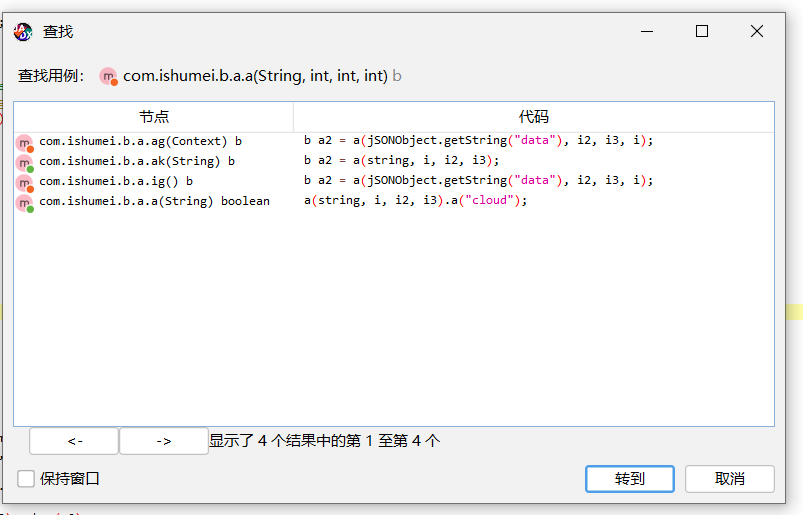 查找
查找用例: m com.ishumei.b.a.a(String, int, int, int) b
节点 代码
m com.ishumei.b.a.ag(Context) b b a2 = a(jSONObject.getString("data"), i2, i3, i);
m com.ishumei.b.a.ak(String) b b a2 = a(string, i, i2, i3);
m com.ishumei.b.a.ig() b b a2 = a(jSONObject.getString("data"), i2, i3, i);
m com.ishumei.b.a.a(String) boolean a(string, i, i2, i3).a("cloud");
<- -> 显示了 4 个结果中的第 1 至第 4 个
保持窗口 转到 取消